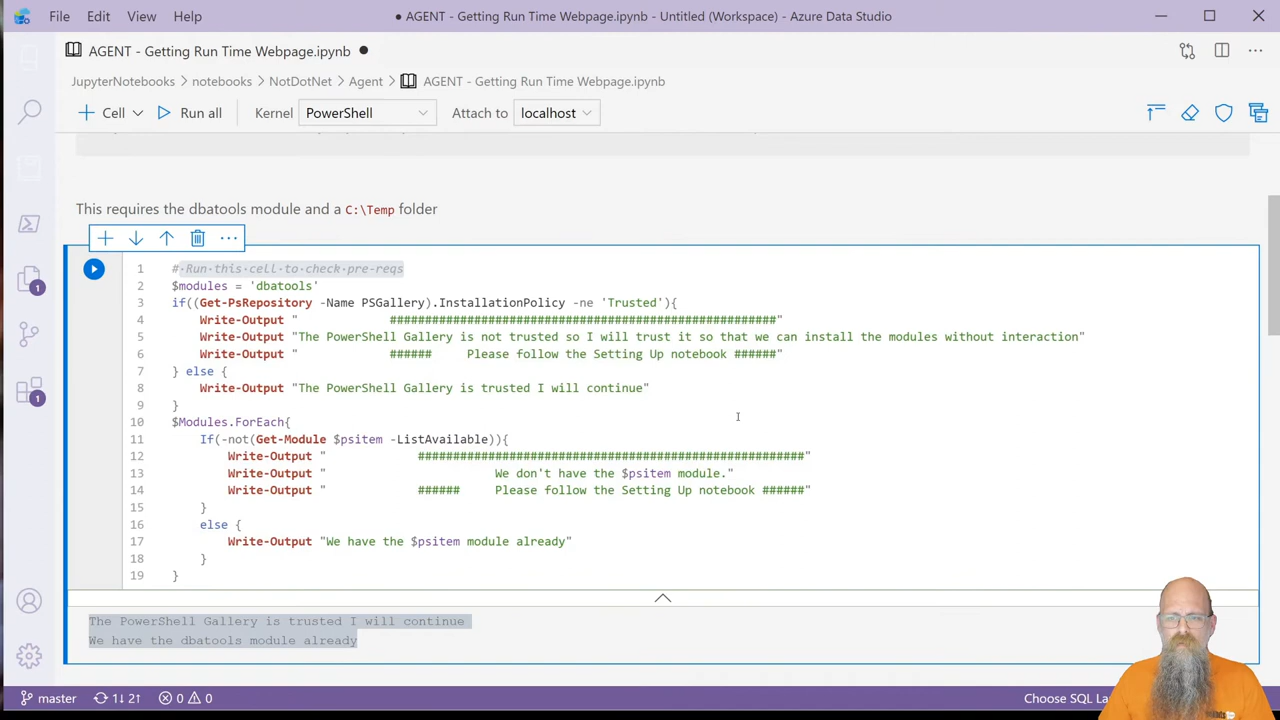 File Edit View Help ● AGENT - Getting Run Time Webpage.ipynb - Untitled (Workspace) - Azure Data Studio
AGENT - Getting Run Time Webpage.ipynb ●
JupyterNotebooks > notebooks > NotDotNet > Agent > AGENT - Getting Run Time Webpage.ipynb
+ Cell Run all Kernel PowerShell Attach to localhost
This requires the dbatools module and a C:\Temp folder
1 # Run this cell to check pre-reqs
2 $modules = 'dbatools'
3 if((Get-PsRepository -Name PSGallery).InstallationPolicy -ne 'Trusted'){
4 Write-Output "            #######################################################"
5 Write-Output "The PowerShell Gallery is not trusted so I will trust it so that we can install the modules without interaction"
6 Write-Output "            ######     Please follow the Setting Up notebook ######"
7 } else {
8 Write-Output "The PowerShell Gallery is trusted I will continue"
9 }
10 $Modules.ForEach{
11 If(-not(Get-Module $psitem -ListAvailable)){
12 Write-Output "            #######################################################"
13 Write-Output "                       We don't have the $psitem module."
14 Write-Output "            ######     Please follow the Setting Up notebook ######"
15 }
16 else {
17 Write-Output "We have the $psitem module already"
18 }
19 }
The PowerShell Gallery is trusted I will continue
We have the dbatools module already
1
1
master 1↓ 2↑ 0 0 Choose SQL